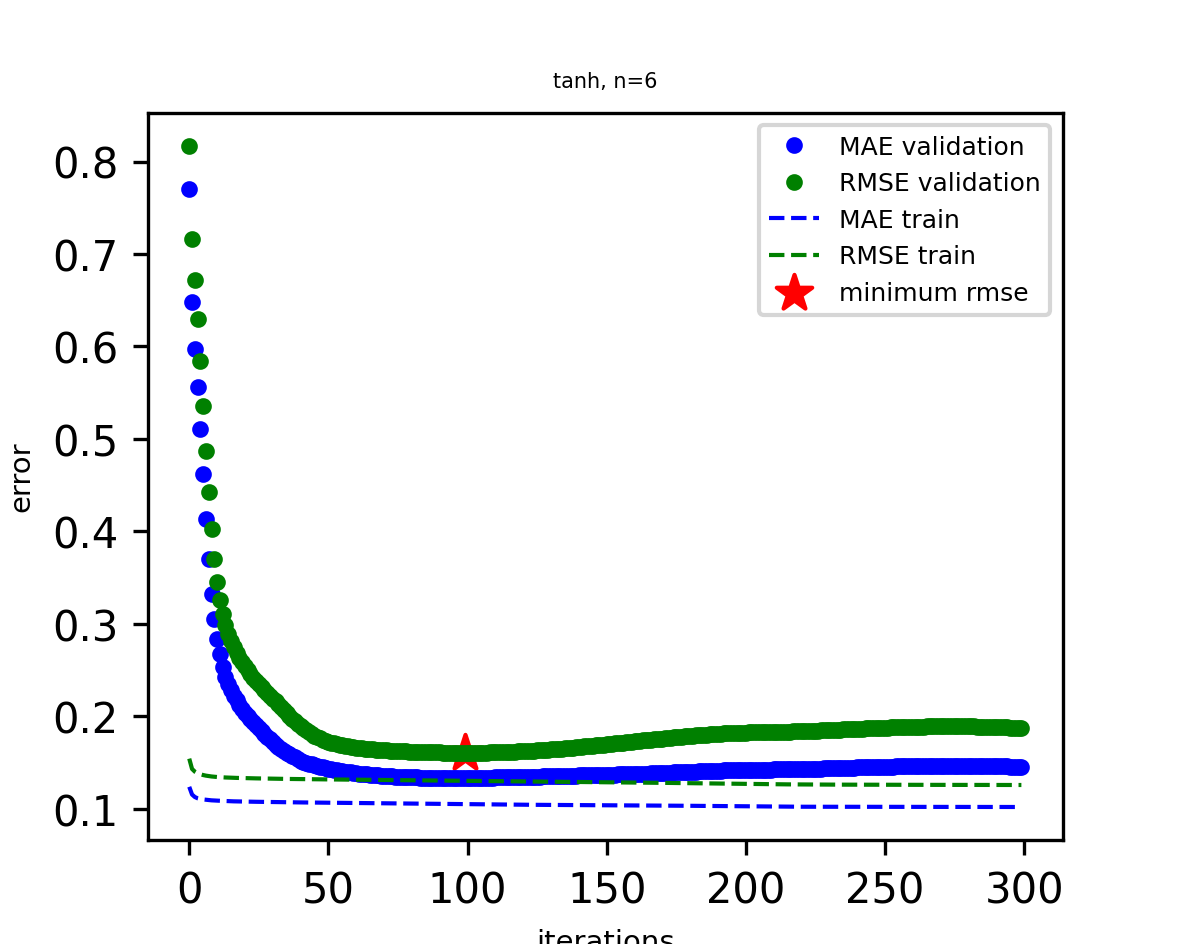 tanh, n=6
MAE validation
RMSE validation
MAE train
RMSE train
minimum rmse
error
0.8
0.7
0.6
0.5
0.4
0.3
0.2
0.1
0 50 100 150 200 250 300
iterations